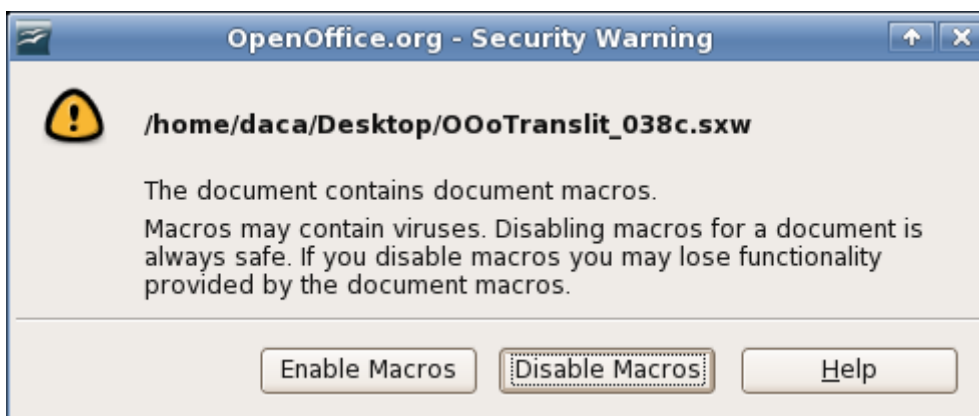 OpenOffice.org - Security Warning
/home/daca/Desktop/OOoTranslit_038c.sxw
The document contains document macros.
Macros may contain viruses. Disabling macros for a document is
always safe. If you disable macros you may lose functionality
provided by the document macros.
Enable Macros Disable Macros Help